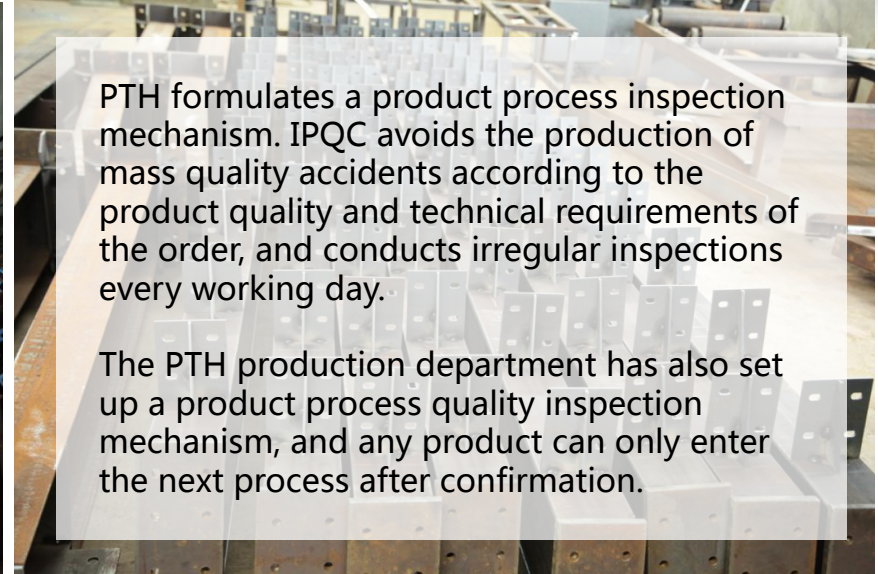 PTH formulates a product process inspection
mechanism. IPQC avoids the production of
mass quality accidents according to the
product quality and technical requirements of
the order, and conducts irregular inspections
every working day.
The PTH production department has also set
up a product process quality inspection
mechanism, and any product can only enter
the next process after confirmation.